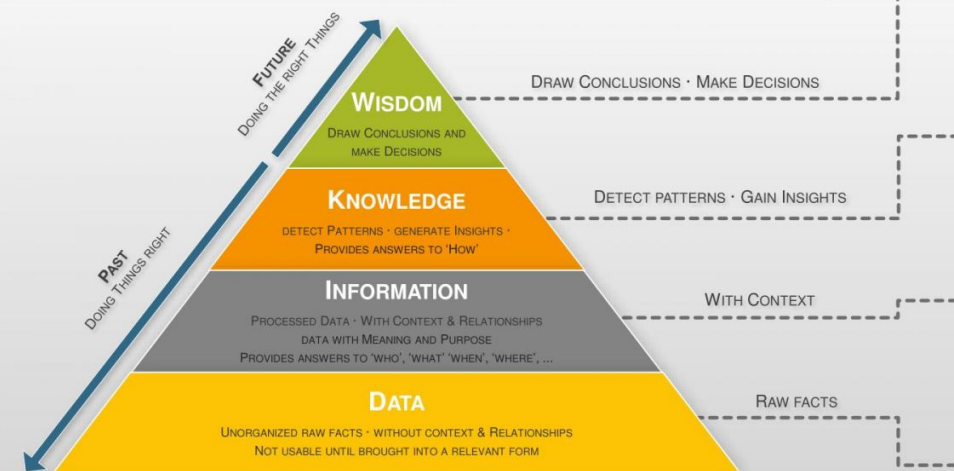 FUTURE
DOING THE RIGHT THINGS
PAST
DOING THINGS RIGHT
WISDOM
DRAW CONCLUSIONS AND
MAKE DECISIONS
KNOWLEDGE
DETECT PATTERNS · GENERATE INSIGHTS ·
PROVIDES ANSWERS TO 'HOW'
INFORMATION
PROCESSED DATA · WITH CONTEXT & RELATIONSHIPS
DATA WITH MEANING AND PURPOSE
PROVIDES ANSWERS TO 'WHO', 'WHAT' 'WHEN', 'WHERE', ...
DATA
UNORGANIZED RAW FACTS · WITHOUT CONTEXT & RELATIONSHIPS
NOT USABLE UNTIL BROUGHT INTO A RELEVANT FORM
DRAW CONCLUSIONS · MAKE DECISIONS
DETECT PATTERNS · GAIN INSIGHTS
WITH CONTEXT
RAW FACTS